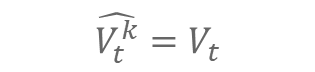 $\widehat{V_t^k} = V_t$